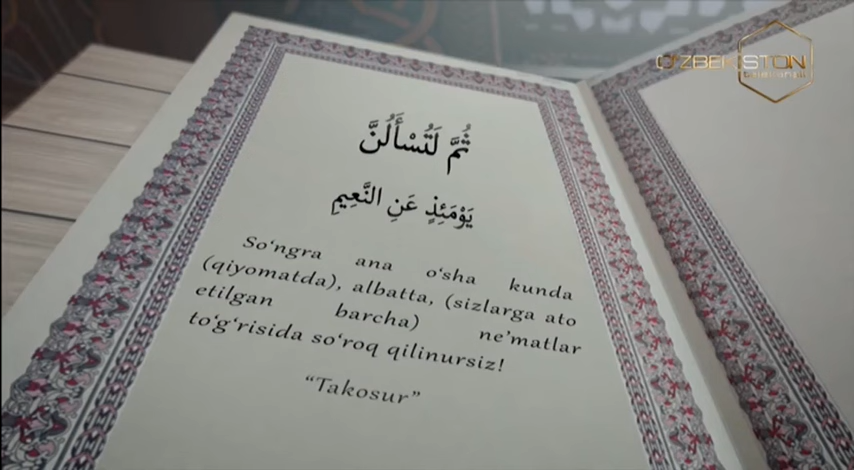 O'ZBEKISTON
ثُمَّ لَتُسْأَلُنَّ
يَوْمَئِذٍ عَنِ النَّعِيمِ
So‘ngra ana o‘sha kunda
(qiyomatda), albatta, (sizlarga ato
etilgan barcha) ne’matlar
to‘g‘risida so‘roq qilinursiz!
“Takosur”